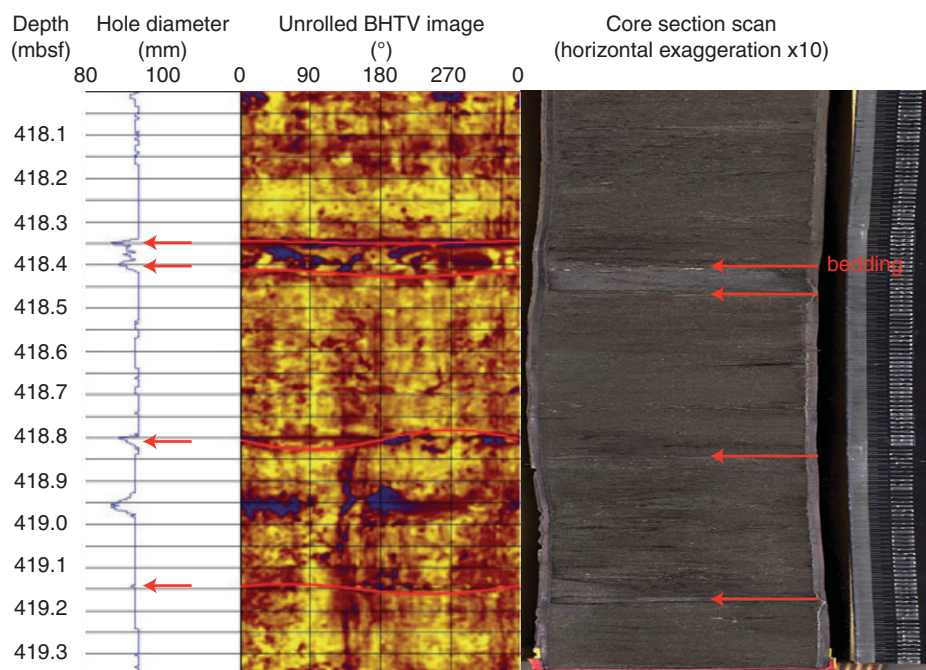 Depth
(mbsf)
Hole diameter
(mm)
Unrolled BHTV image
(°)
Core section scan
(horizontal exaggeration x10)
80 100 0 90 180 270 0
418.1
418.2
418.3
418.4
bedding
418.5
418.6
418.7
418.8
418.9
419.0
419.1
419.2
419.3